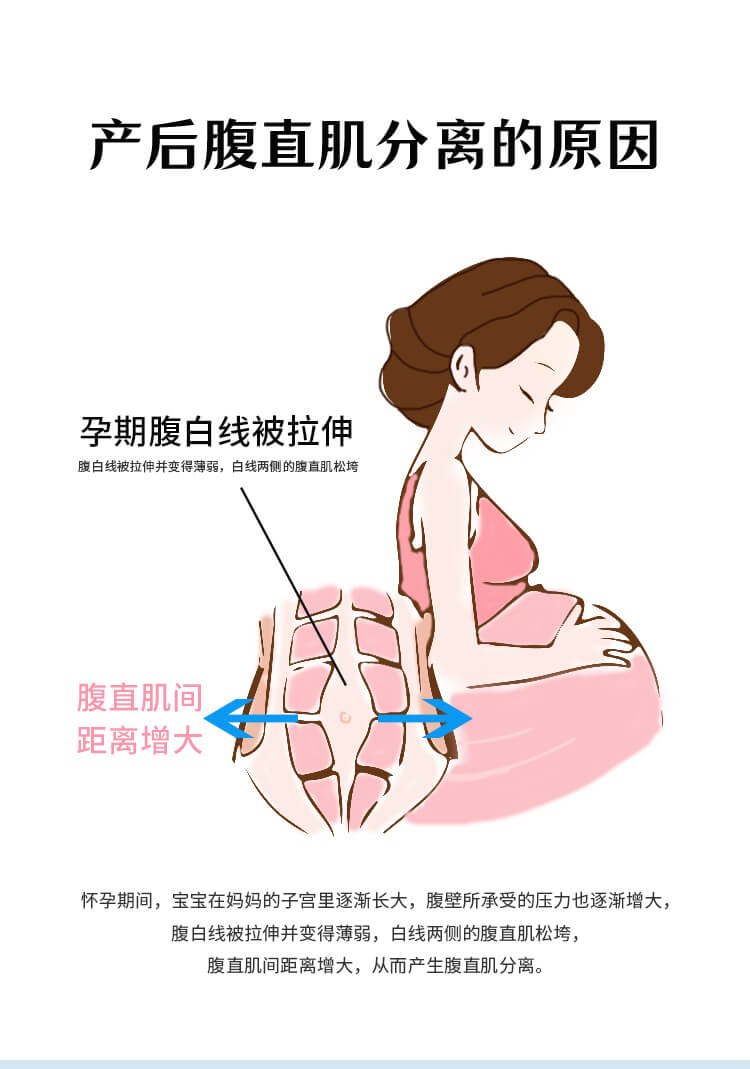 产后腹直肌分离的原因
孕期腹白线被拉伸
腹白线被拉伸并变得薄弱，白线两侧的腹直肌松垮
腹直肌间
距离增大
怀孕期间，宝宝在妈妈的子宫里逐渐长大，腹壁所承受的压力也逐渐增大，
腹白线被拉伸并变得薄弱，白线两侧的腹直肌松垮，
腹直肌间距离增大，从而产生腹直肌分离。